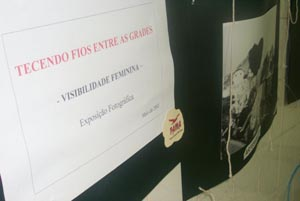 TECENDO FIOS ENTRE AS GRADES
- VISIBILIDADE FEMININA -
Exposição Fotográfica